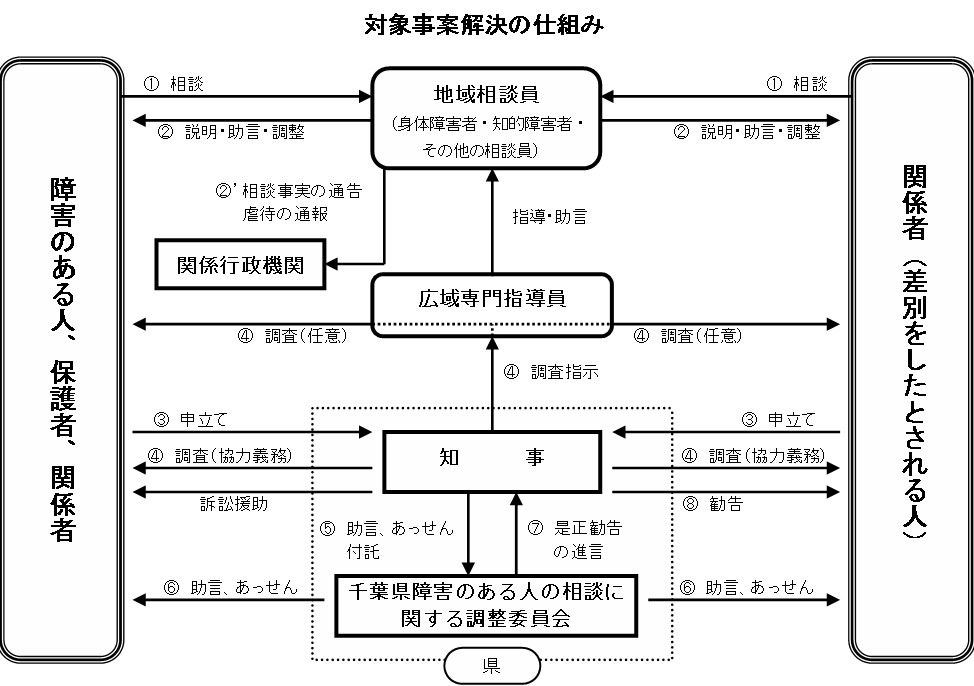 対象事案解決の仕組み
障害のある人、保護者、関係者
関係者（差別をしたとされる人）
① 相談
① 相談
地域相談員
（身体障害者・知的障害者・
その他の相談員）
② 説明・助言・調整
② 説明・助言・調整
②’相談事実の通告
虐待の通報
指導・助言
関係行政機関
広域専門指導員
④ 調査（任意）
④ 調査（任意）
④ 調査指示
③ 申立て
③ 申立て
知　　事
④ 調査（協力義務）
④ 調査（協力義務）
訴訟援助
⑧ 勧告
⑤ 助言、あっせん
付託
⑦ 是正勧告
の進言
⑥ 助言、あっせん
⑥ 助言、あっせん
千葉県障害のある人の相談に
関する調整委員会
県